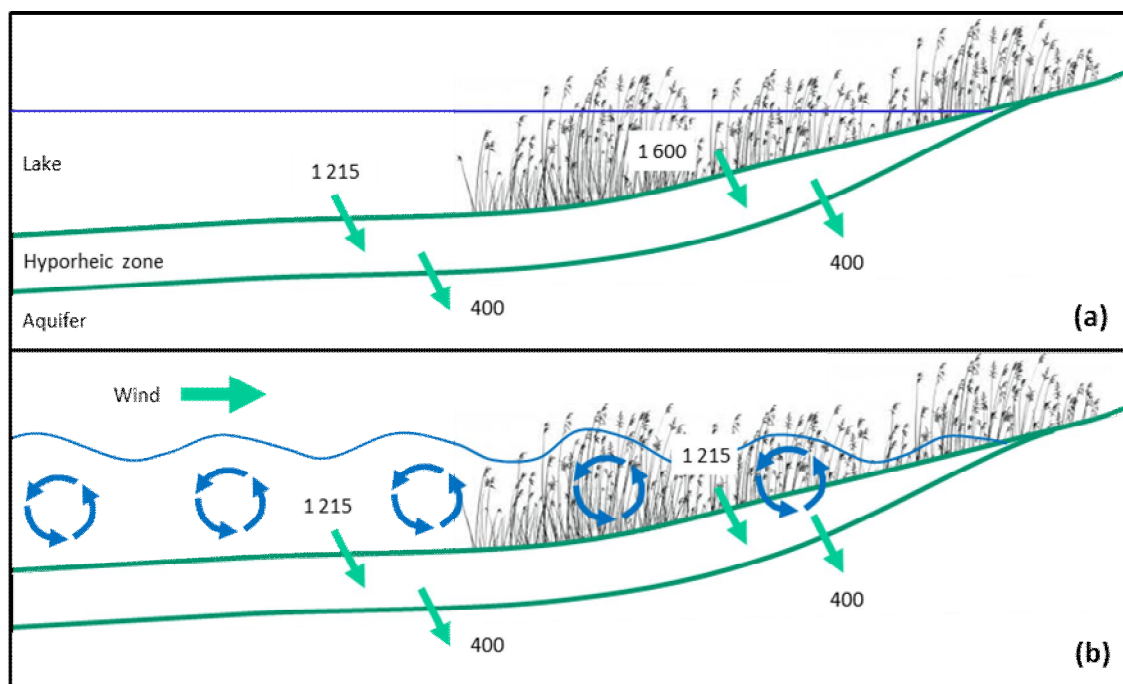 Lake
1 215
1 600
Hyporheic zone
400
400
Aquifer
(a)
Wind
1 215
1 215
400
400
(b)